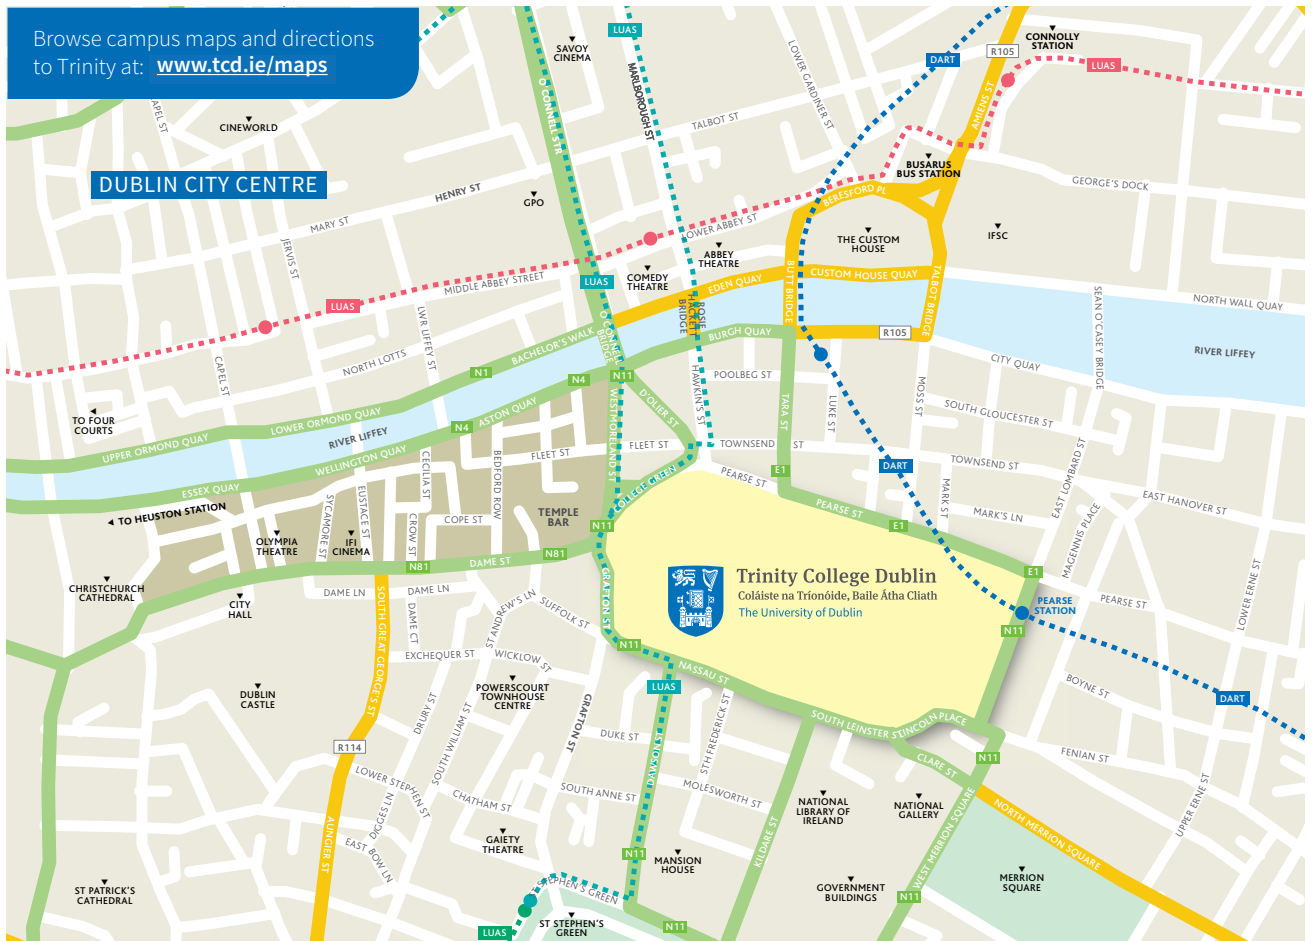 Browse campus maps and directions
to Trinity at: www.tcd.ie/maps
DUBLIN CITY CENTRE
CINEWORLD
APEL ST
SAVOY
CINEMA
LUAS
O'CONNELL STR
MARLBOROUGH ST
TALBOT ST
LOWER GARDINER ST
DART
R105
CONNOLLY
STATION
LUAS
AMIENS ST
BUSARUS
BUS STATION
GEORGE'S DOCK
HENRY ST
GPO
MARY ST
JERVIS ST
LOWER ABBEY ST
BERESFORD PL
THE CUSTOM
HOUSE
IFSC
ABBEY
THEATRE
COMEDY
THEATRE
LUAS
MIDDLE ABBEY STREET
LUAS
EDEN QUAY
CUSTOM HOUSE QUAY
BUTT BRIDGE
TALBOT BRIDGE
SEAN O'CASEY BRIDGE
NORTH WALL QUAY
RIVER LIFFEY
ROSIE
HACKETT
BRIDGE
O'CONNELL
BRIDGE
BURGH QUAY
R105
CITY QUAY
LWR LIFFEY ST
NORTH LOTTS
BACHELOR'S WALK
CAPEL ST
N1
N4
N11
POOLBEG ST
HAWKIN'S ST
TARA ST
LUKE ST
MOSS ST
SOUTH GLOUCESTER ST
TO FOUR
COURTS
UPPER ORMOND QUAY
LOWER ORMOND QUAY
RIVER LIFFEY
N4
ASTON QUAY
WELLINGTON QUAY
ESSEX QUAY
WESTMORELAND ST
D'OLIER ST
FLEET ST
FLEET ST
TOWNSEND ST
TOWNSEND ST
DART
E1
PEARSE ST
PEARSE ST
COLLEGE GREEN
MARK ST
MARK'S LN
EAST LOMBARD ST
EAST HANOVER ST
MAGENNIS PLACE
TO HEUSTON STATION
SYCAMORE ST
EUSTACE ST
CECILIA ST
CROW ST
COPE ST
BEDFORD ROW
TEMPLE
BAR
OLYMPIA
THEATRE
IFI
CINEMA
N11
E1
N81
N81
DAME ST
E1
CHRISTCHURCH
CATHEDRAL
CITY
HALL
DAME LN
DAME LN
DAME CT
ST ANDREW'S LN
SUFFOLK ST
GRAFTON ST
Trinity College Dublin
Coláiste na Tríonóide, Baile Átha Cliath
The University of Dublin
PEARSE
STATION
PEARSE ST
LOWER ERNE ST
N11
N11
SOUTH GREAT GEORGE'S ST
EXCHEQUER ST
WICKLOW ST
NASSAU ST
LUAS
DUBLIN
CASTLE
POWERSCOURT
TOWNHOUSE
CENTRE
DRURY ST
SOUTH WILLIAM ST
GRAFTON ST
BOYNE ST
DART
SOUTH LEINSTER ST
LINCOLN PLACE
R114
DUKE ST
DAWSON ST
STH FREDERICK ST
CLARE ST
N11
FENIAN ST
LOWER STEPHEN ST
DIGGES LN
CHATHAM ST
SOUTH ANNE ST
MOLESWORTH ST
NATIONAL
LIBRARY OF
IRELAND
NATIONAL
GALLERY
NORTH MERRION SQUARE
WEST MERRION SQUARE
UPPER ERNE ST
AUNGIER ST
EAST BOW LN
GAIETY
THEATRE
N11
MANSION
HOUSE
KILDARE ST
GOVERNMENT
BUILDINGS
N11
MERRION
SQUARE
ST PATRICK'S
CATHEDRAL
ST STEPHEN'S GREEN
ST STEPHEN'S
GREEN
LUAS
N11